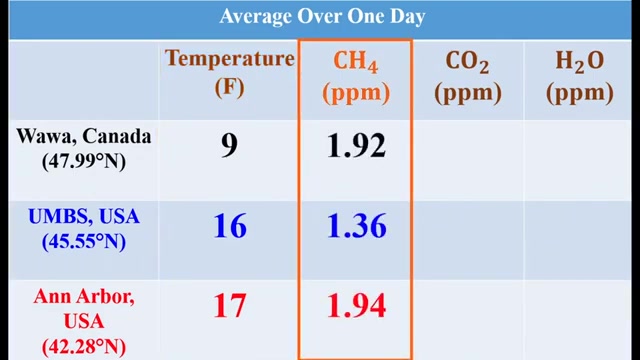 Average Over One Day
Temperature (F) CH₄ (ppm) CO₂ (ppm) H₂O (ppm)
Wawa, Canada (47.99°N) 9 1.92
UMBS, USA (45.55°N) 16 1.36
Ann Arbor, USA (42.28°N) 17 1.94